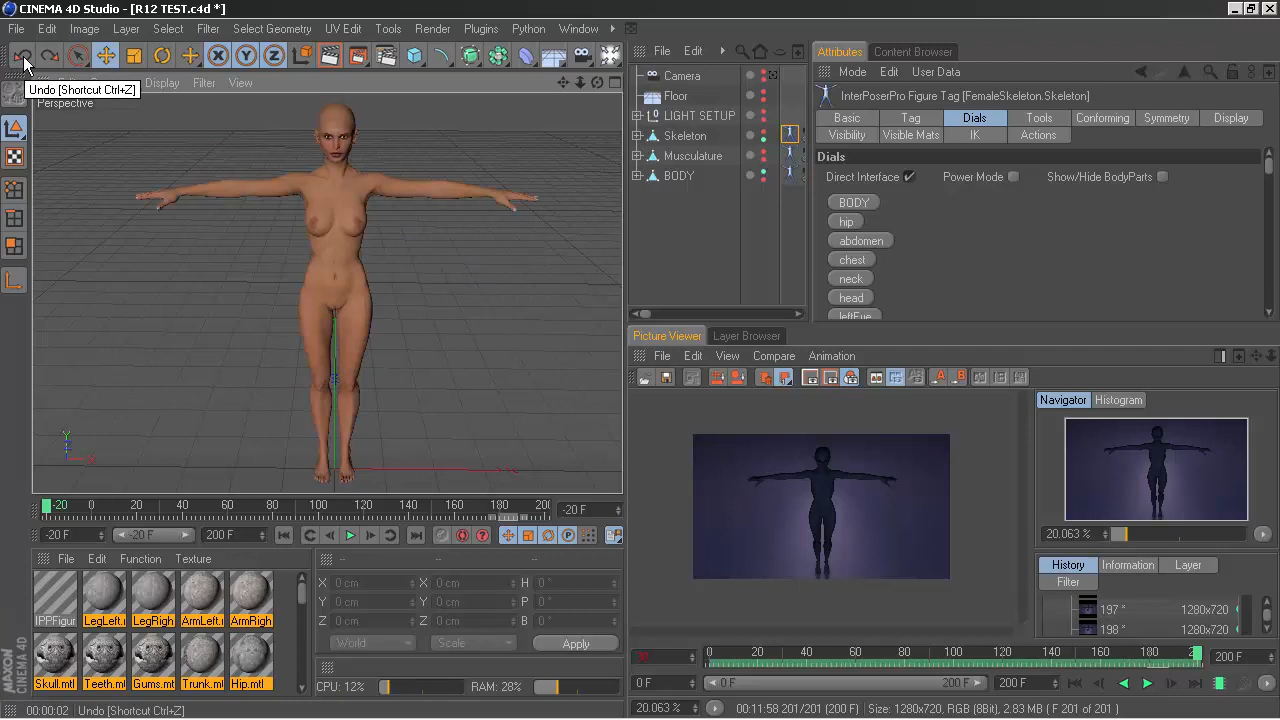 CINEMA 4D Studio - [R12 TEST.c4d *]
File Edit Image Layer Select Filter Select Geometry UV Edit Tools Render Plugins Python Window
Undo [Shortcut Ctrl+Z]
Display Filter View
Perspective
File Edit
Camera
Floor
LIGHT SETUP
Skeleton
Musculature
BODY
Attributes Content Browser
Mode Edit User Data
InterPoserPro Figure Tag [FemaleSkeleton.Skeleton]
Basic Tag Dials Tools Conforming Symmetry Display
Visibility Visible Mats IK Actions
Dials
Direct Interface Power Mode Show/Hide BodyParts
BODY
hip
abdomen
chest
neck
head
leftEye
Picture Viewer Layer Browser
File Edit View Compare Animation
Navigator Histogram
20.063 %
History Information Layer
Filter
197 * 1280x720
198 * 1280x720
0 20 40 60 80 100 120 140 160 180
200 F
0 F 0 F 200 F 200 F
20.063 % 00:11:58 201/201 (200 F) Size: 1280x720, RGB (8Bit), 2.83 MB ( F 201 of 201 )
Y
X
-20 0 20 40 60 80 100 120 140 160 180 200 -20 F
-20 F -20 F 200 F 200 F
File Edit Function Texture
IPPFigur LegLeft.r LegRigh ArmLeft.r ArmRigh
Skull.mtl Teeth.mt Gums.mt Trunk.mt Hip.mtl
-- -- --
X 0 cm X 0 cm H 0 °
Y 0 cm Y 0 cm P 0 °
Z 0 cm Z 0 cm B 0 °
World Scale Apply
CPU: 12% RAM: 28%
MAXON
CINEMA 4D
00:00:02 Undo [Shortcut Ctrl+Z]